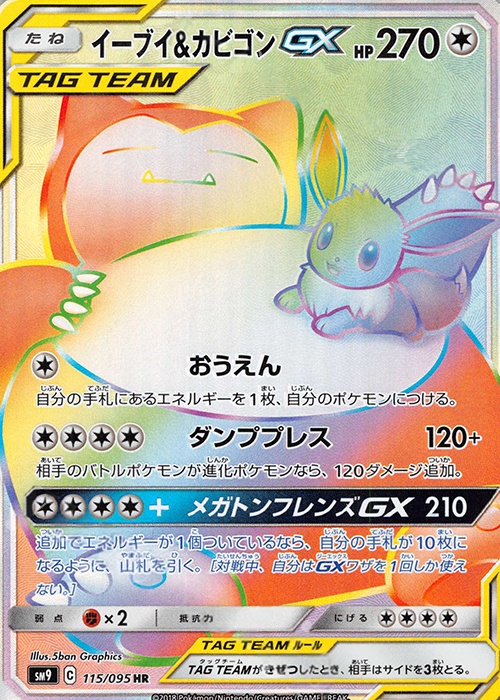 たね イーブイ&カビゴンGX HP270
TAG TEAM
おうえん
自分の手札にあるエネルギーを1枚、自分のポケモンにつける。
ダンププレス 120+
相手のバトルポケモンが進化ポケモンなら、120ダメージ追加。
+ メガトンフレンズGX 210
追加でエネルギーが1個ついているなら、自分の手札が10枚に
なるように、山札を引く。[対戦中、自分はGXワザを1回しか使え
ない。]
弱点 ×2 抵抗力 にげる
Illus.5ban Graphics
TAG TEAM ルール
SM9 C 115/095 HR
TAG TEAMがきぜつしたとき、相手はサイドを3枚とる。
©2018 Pokémon/Nintendo/Creatures/GAME FREAK